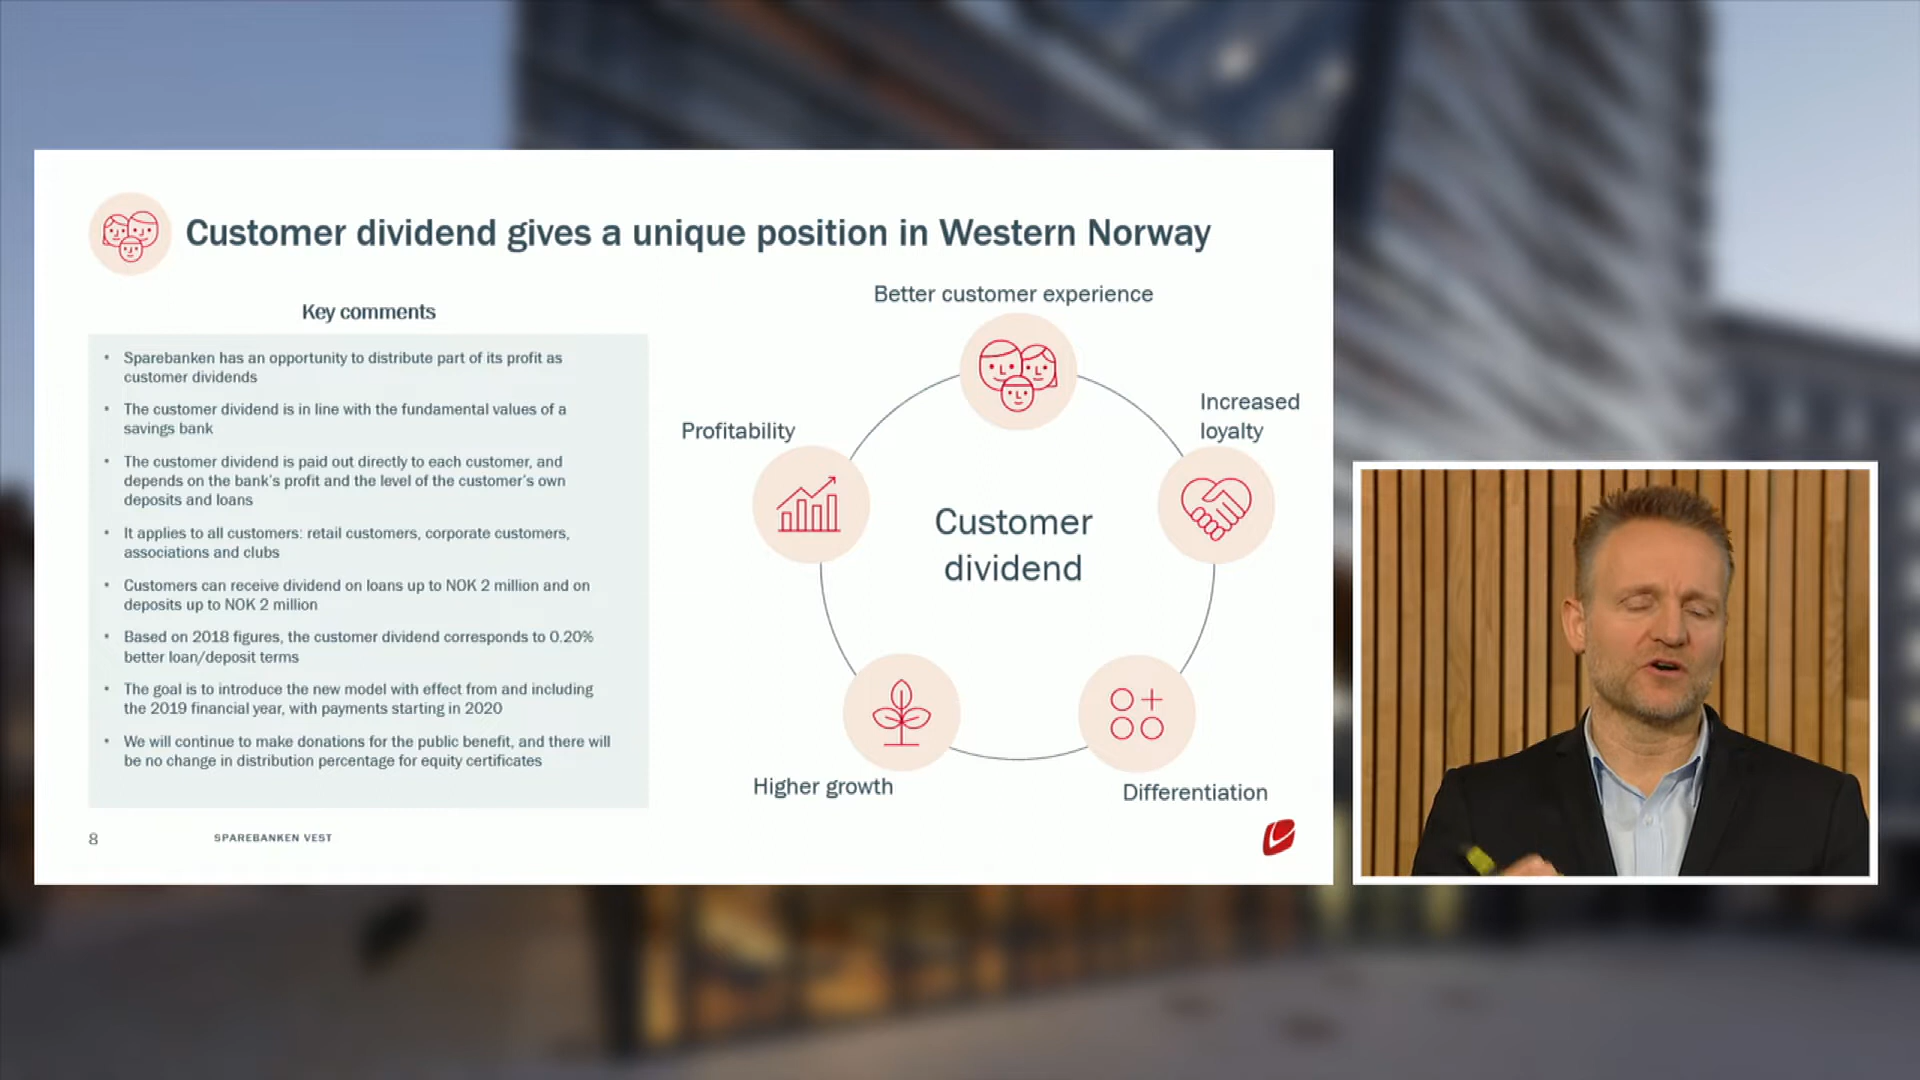 Customer dividend gives a unique position in Western Norway
Key comments
• Sparebanken has an opportunity to distribute part of its profit as
customer dividends
• The customer dividend is in line with the fundamental values of a
savings bank
• The customer dividend is paid out directly to each customer, and
depends on the bank's profit and the level of the customer's own
deposits and loans
• It applies to all customers: retail customers, corporate customers,
associations and clubs
• Customers can receive dividend on loans up to NOK 2 million and on
deposits up to NOK 2 million
• Based on 2018 figures, the customer dividend corresponds to 0.20%
better loan/deposit terms
• The goal is to introduce the new model with effect from and including
the 2019 financial year, with payments starting in 2020
• We will continue to make donations for the public benefit, and there will
be no change in distribution percentage for equity certificates
Better customer experience
Increased
loyalty
Profitability
Customer
dividend
Higher growth
Differentiation
8
SPAREBANKEN VEST